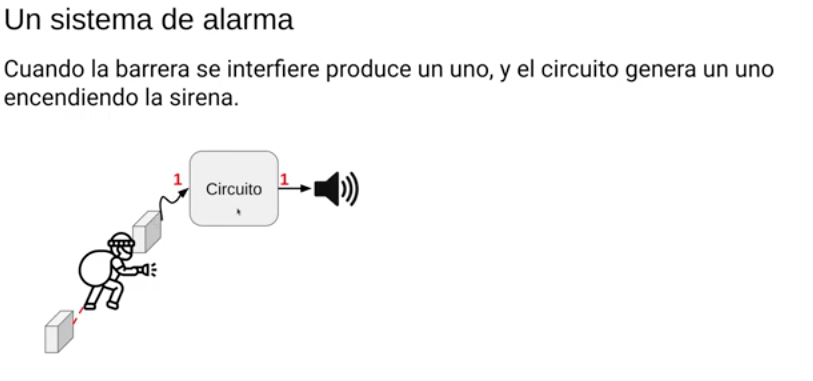 Un sistema de alarma
Cuando la barrera se interfiere produce un uno, y el circuito genera un uno
encendiendo la sirena.
1
Circuito
1